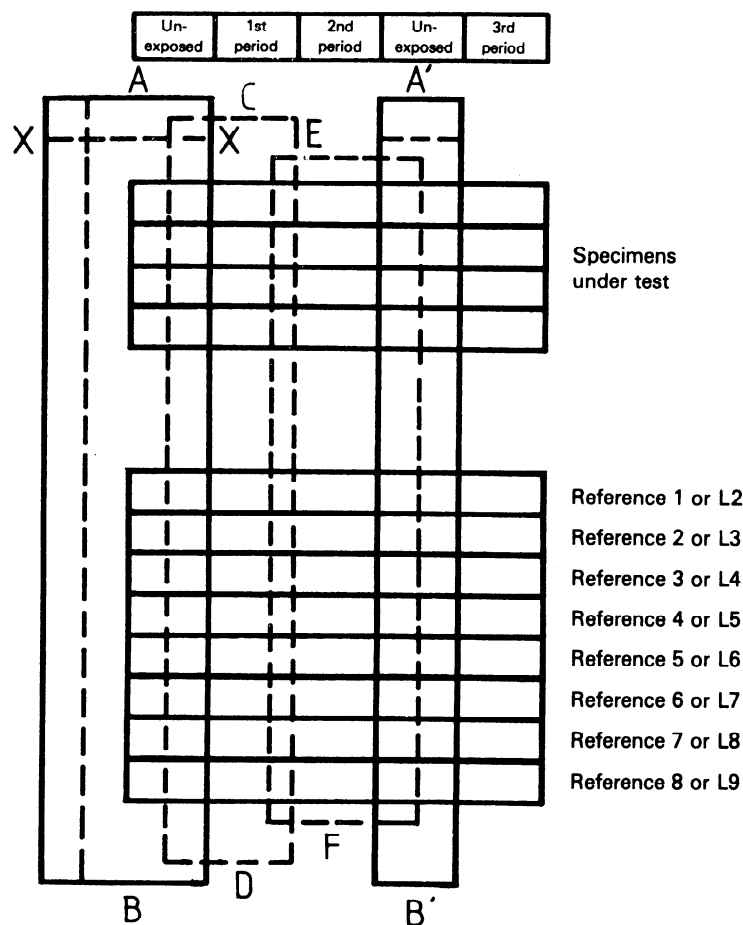 Un-
exposed
1st
period
2nd
period
Un-
exposed
3rd
period
A
A′
C
X
X
E
Specimens
under test
Reference 1 or L2
Reference 2 or L3
Reference 3 or L4
Reference 4 or L5
Reference 5 or L6
Reference 6 or L7
Reference 7 or L8
Reference 8 or L9
F
D
B
B′